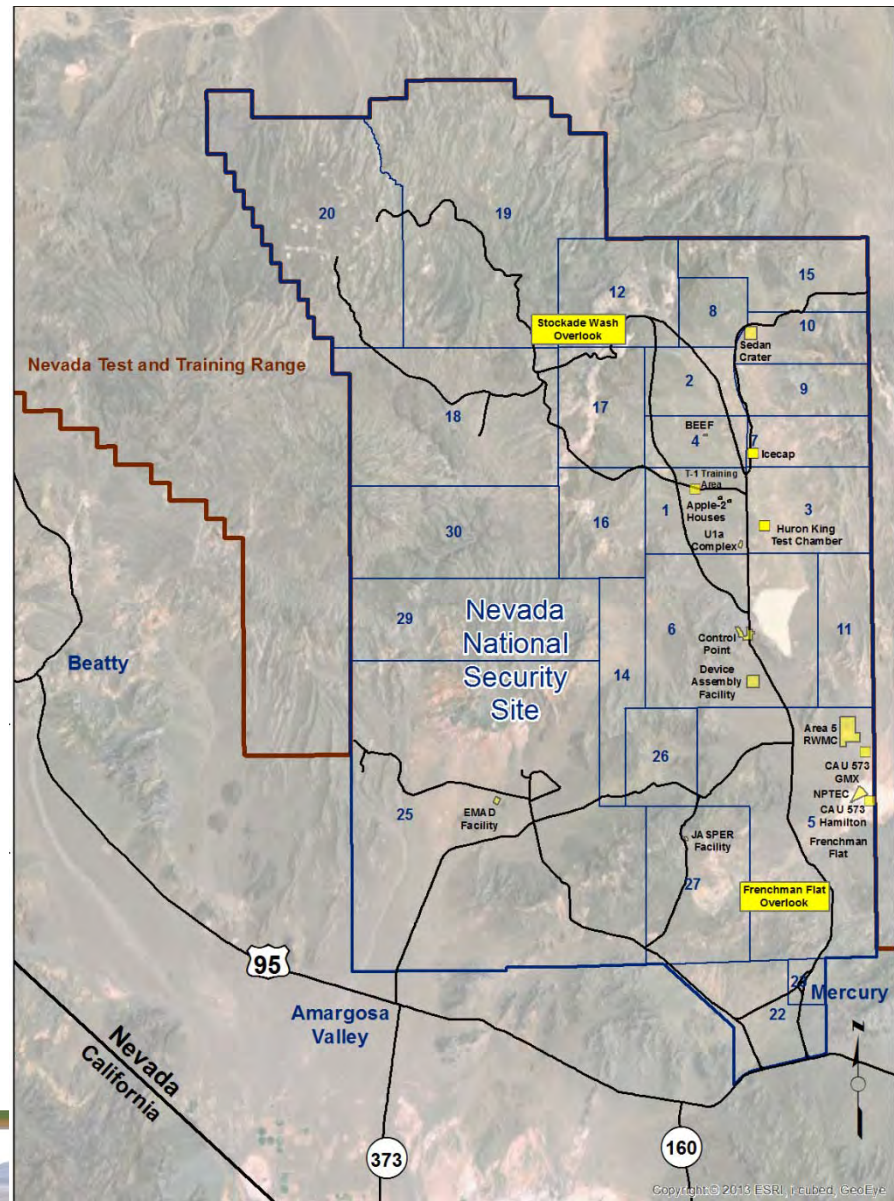 20
19
15
12
8
10
Stockade Wash
Overlook
Sedan
Crater
Nevada Test and Training Range
2
9
18
17
BEEF
4
7
Icecap
T-1 Training
Area
Apple-2
Houses
1
3
30
16
Huron King
Test Chamber
U1a
Complex
29
Nevada
National
Security
Site
6
11
Control
Point
Beatty
14
Device
Assembly
Facility
Area 5
RWMC
26
CAU 573
GMX
NPTEC
25
EMAD
Facility
CAU 573
Hamilton
5
JASPER
Facility
Frenchman
Flat
27
Frenchman Flat
Overlook
95
Mercury
22
Amargosa
Valley
Nevada
California
N
373
160
Copyright:© 2013 ESRI, i-cubed, GeoEye